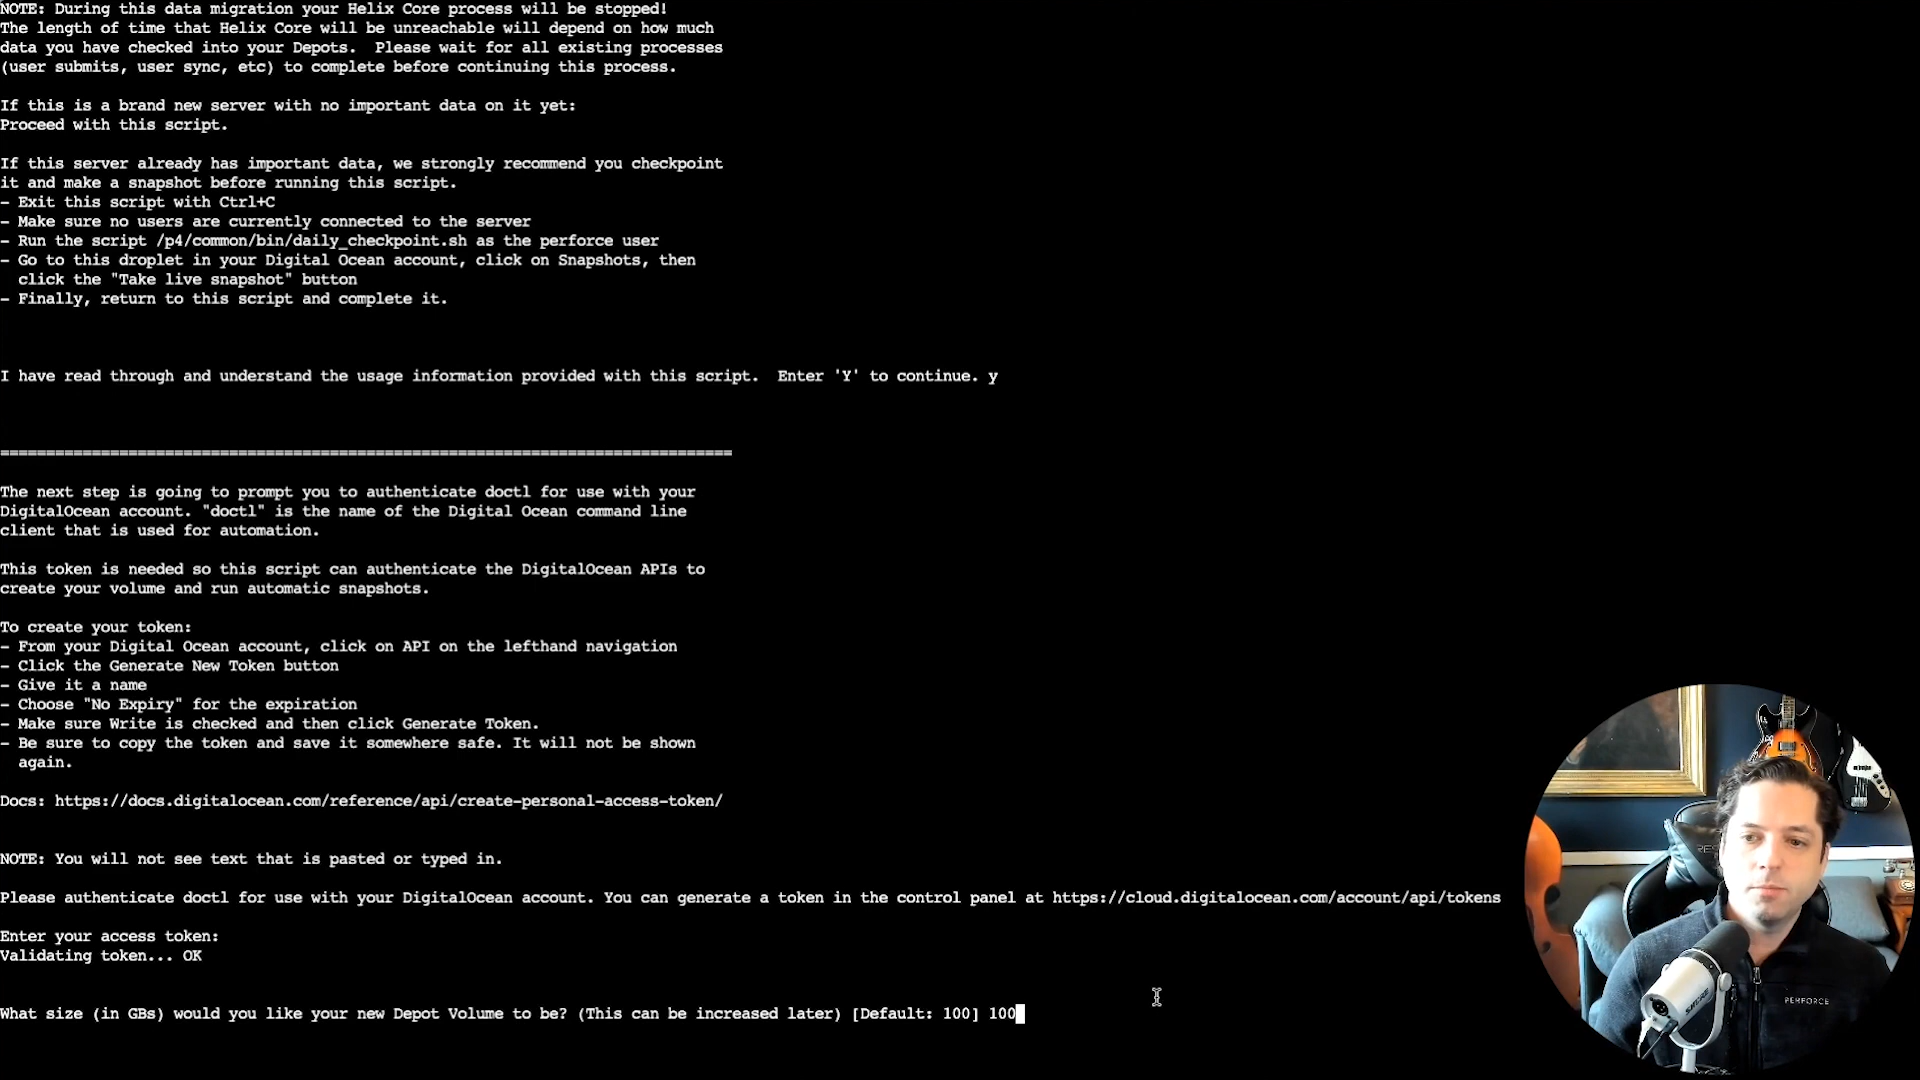 NOTE: During this data migration your Helix Core process will be stopped!
The length of time that Helix Core will be unreachable will depend on how much
data you have checked into your Depots.  Please wait for all existing processes
(user submits, user sync, etc) to complete before continuing this process.
If this is a brand new server with no important data on it yet:
Proceed with this script.
If this server already has important data, we strongly recommend you checkpoint
it and make a snapshot before running this script.
- Exit this script with Ctrl+C
- Make sure no users are currently connected to the server
- Run the script /p4/common/bin/daily_checkpoint.sh as the perforce user
- Go to this droplet in your Digital Ocean account, click on Snapshots, then
click the "Take live snapshot" button
- Finally, return to this script and complete it.
I have read through and understand the usage information provided with this script.  Enter 'Y' to continue. y
================================================================================
The next step is going to prompt you to authenticate doctl for use with your
DigitalOcean account. "doctl" is the name of the Digital Ocean command line
client that is used for automation.
This token is needed so this script can authenticate the DigitalOcean APIs to
create your volume and run automatic snapshots.
To create your token:
- From your Digital Ocean account, click on API on the lefthand navigation
- Click the Generate New Token button
- Give it a name
- Choose "No Expiry" for the expiration
- Make sure Write is checked and then click Generate Token.
- Be sure to copy the token and save it somewhere safe. It will not be shown
again.
Docs: https://docs.digitalocean.com/reference/api/create-personal-access-token/
NOTE: You will not see text that is pasted or typed in.
Please authenticate doctl for use with your DigitalOcean account. You can generate a token in the control panel at https://cloud.digitalocean.com/account/api/tokens
Enter your access token:
Validating token... OK
What size (in GBs) would you like your new Depot Volume to be? (This can be increased later) [Default: 100] 100
PERFORCE